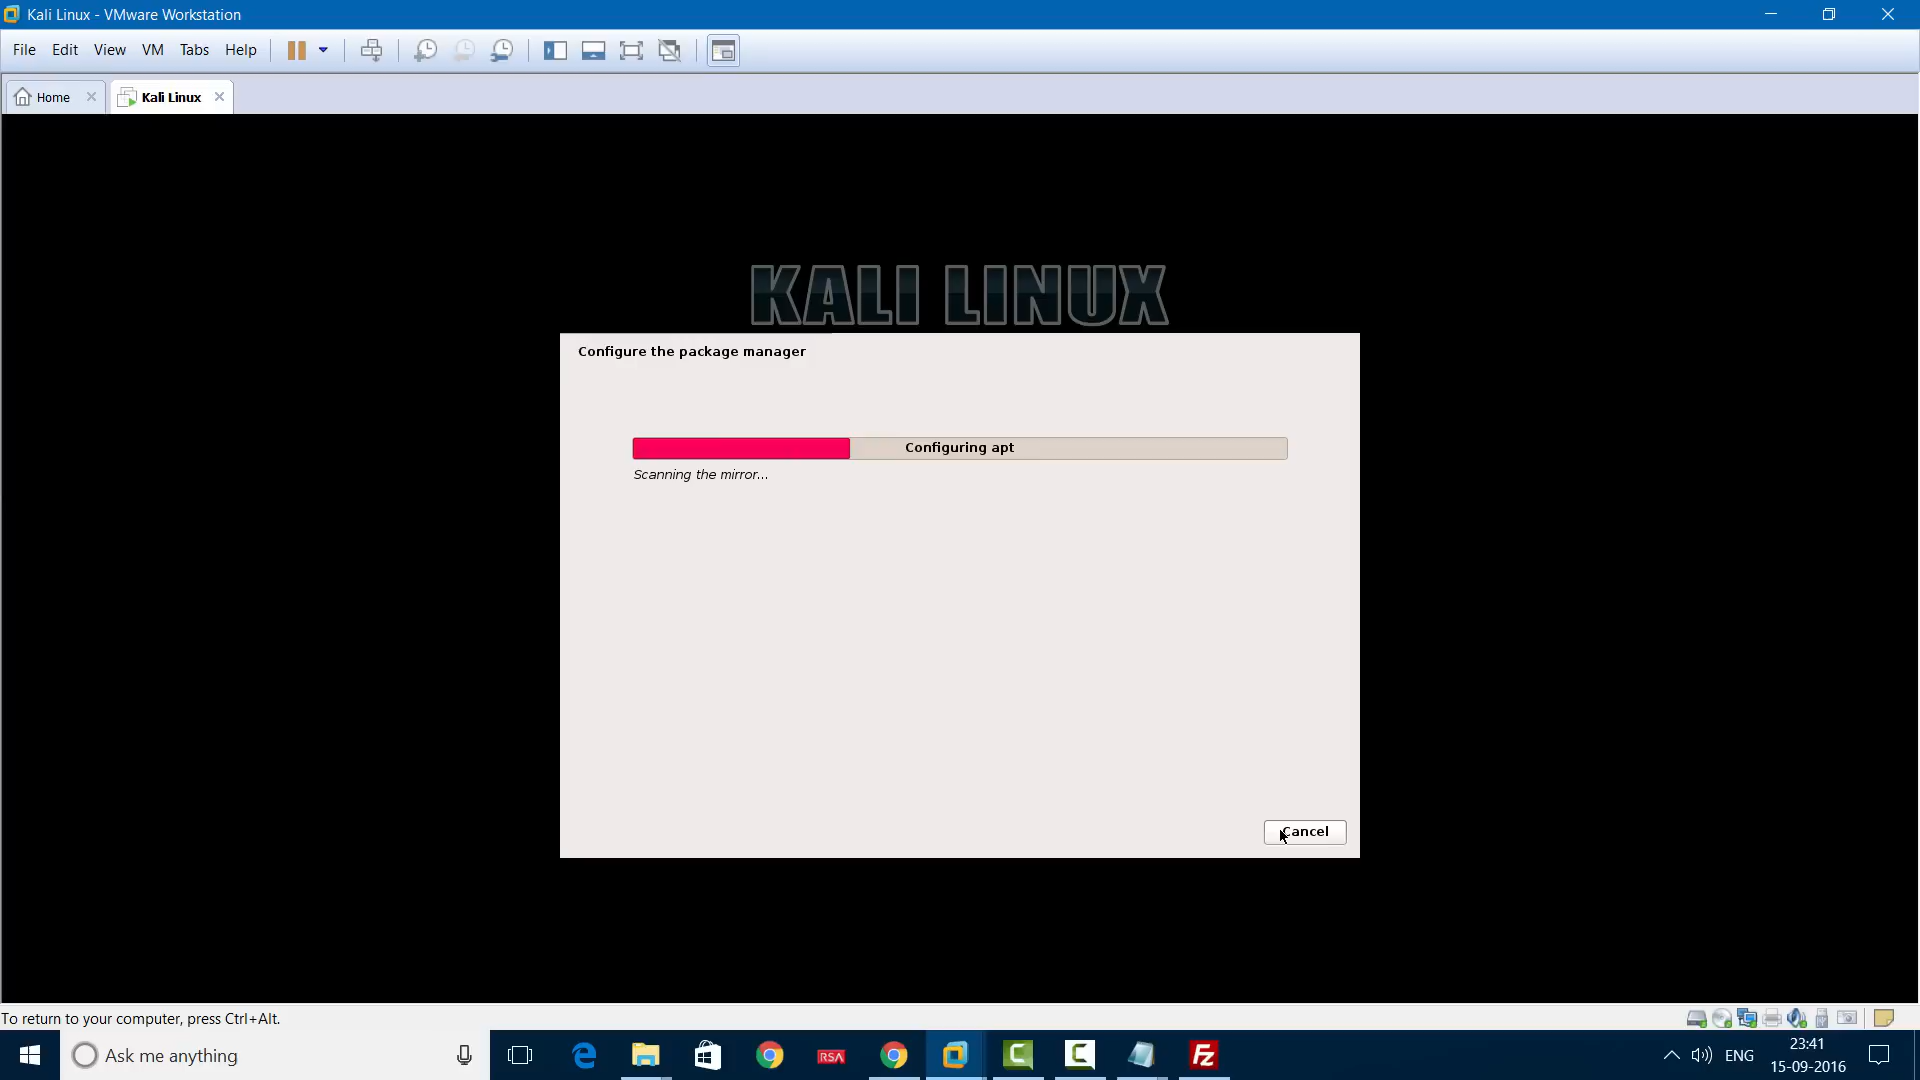 Kali Linux - VMware Workstation
File Edit View VM Tabs Help
Home Kali Linux
KALI LINUX
Configure the package manager
Configuring apt
Scanning the mirror...
Cancel
To return to your computer, press Ctrl+Alt.
Ask me anything
RSA
Fz
ENG
23:41
15-09-2016